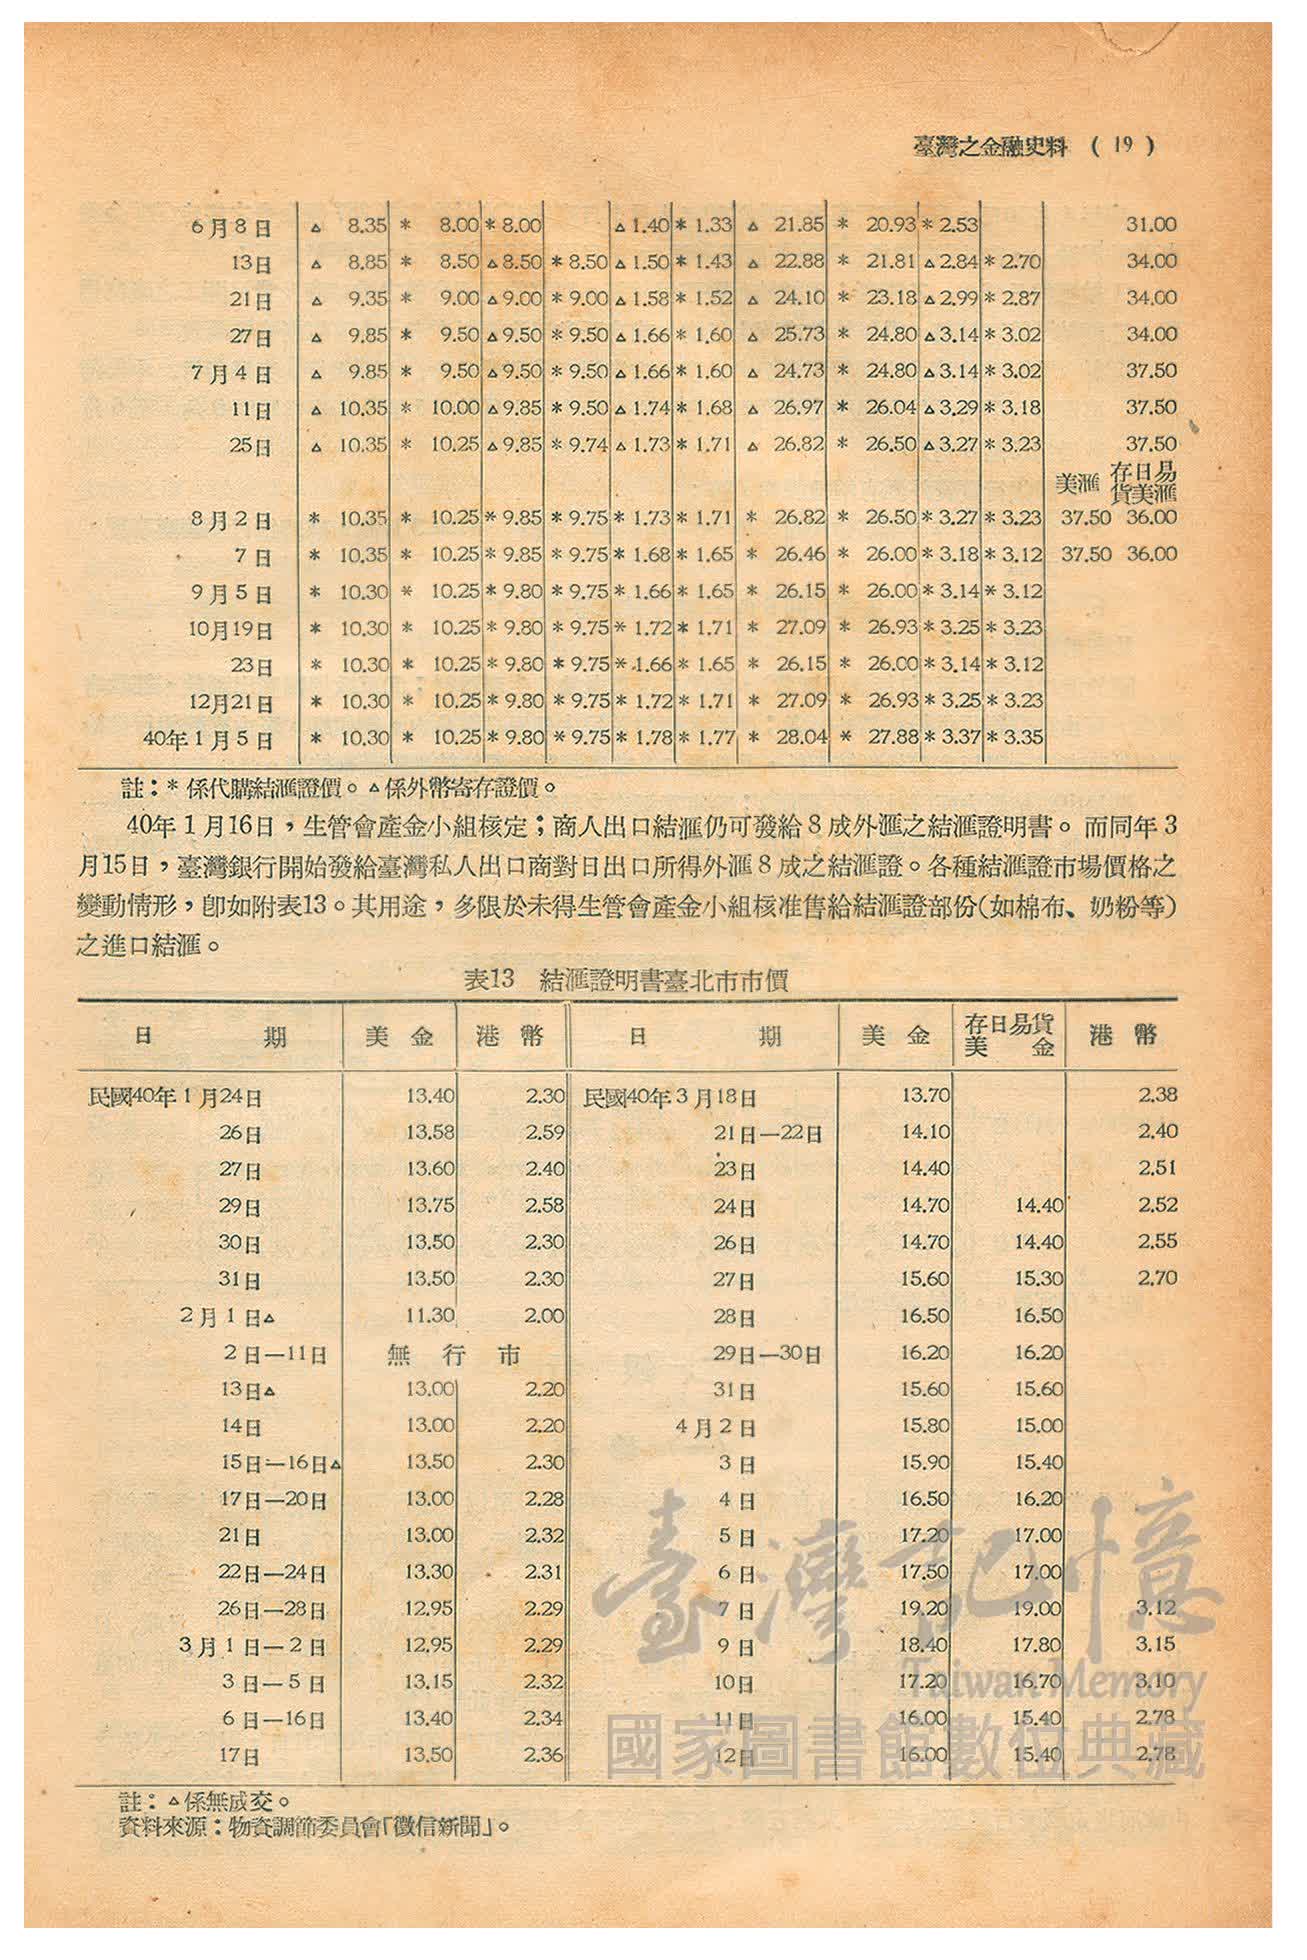 臺灣之金融史料 ( 19 )
6月8日 △ 8.35 * 8.00 * 8.00 △ 1.40 * 1.33 △ 21.85 * 20.93 * 2.53 31.00
13日 △ 8.85 * 8.50 △ 8.50 * 8.50 △ 1.50 * 1.43 △ 22.88 * 21.81 △ 2.84 * 2.70 34.00
21日 △ 9.35 * 9.00 △ 9.00 * 9.00 △ 1.58 * 1.52 △ 24.10 * 23.18 △ 2.99 * 2.87 34.00
27日 △ 9.85 * 9.50 △ 9.50 * 9.50 △ 1.66 * 1.60 △ 25.73 * 24.80 △ 3.14 * 3.02 34.00
7月4日 △ 9.85 * 9.50 △ 9.50 * 9.50 △ 1.66 * 1.60 △ 24.73 * 24.80 △ 3.14 * 3.02 37.50
11日 △ 10.35 * 10.00 △ 9.85 * 9.50 △ 1.74 * 1.68 △ 26.97 * 26.04 △ 3.29 * 3.18 37.50
25日 △ 10.35 * 10.25 △ 9.85 * 9.74 △ 1.73 * 1.71 △ 26.82 * 26.50 △ 3.27 * 3.23 37.50
美滙 存日易貨美滙
8月2日 * 10.35 * 10.25 * 9.85 * 9.75 * 1.73 * 1.71 * 26.82 * 26.50 * 3.27 * 3.23 37.50 36.00
7日 * 10.35 * 10.25 * 9.85 * 9.75 * 1.68 * 1.65 * 26.46 * 26.00 * 3.18 * 3.12 37.50 36.00
9月5日 * 10.30 * 10.25 * 9.80 * 9.75 * 1.66 * 1.65 * 26.15 * 26.00 * 3.14 * 3.12
10月19日 * 10.30 * 10.25 * 9.80 * 9.75 * 1.72 * 1.71 * 27.09 * 26.93 * 3.25 * 3.23
23日 * 10.30 * 10.25 * 9.80 * 9.75 * 1.66 * 1.65 * 26.15 * 26.00 * 3.14 * 3.12
12月21日 * 10.30 * 10.25 * 9.80 * 9.75 * 1.72 * 1.71 * 27.09 * 26.93 * 3.25 * 3.23
40年1月5日 * 10.30 * 10.25 * 9.80 * 9.75 * 1.78 * 1.77 * 28.04 * 27.88 * 3.37 * 3.35
註：* 係代購結滙證價。△係外幣寄存證價。
40年1月16日，生管會產金小組核定；商人出口結滙仍可發給8成外滙之結滙證明書。而同年3
月15日，臺灣銀行開始發給臺灣私人出口商對日出口所得外滙8成之結滙證。各種結滙證市場價格之
變動情形，卽如附表13。其用途，多限於未得生管會產金小組核准售給結滙證部份(如棉布、奶粉等)
之進口結滙。
表13 結滙證明書臺北市市價
日 期 美 金 港 幣 日 期 美 金 存日易貨美金 港 幣
民國40年1月24日 13.40 2.30 民國40年3月18日 13.70 2.38
26日 13.58 2.59 21日—22日 14.10 2.40
27日 13.60 2.40 23日 14.40 2.51
29日 13.75 2.58 24日 14.70 14.40 2.52
30日 13.50 2.30 26日 14.70 14.40 2.55
31日 13.50 2.30 27日 15.60 15.30 2.70
2月1日△ 11.30 2.00 28日 16.50 16.50
2日—11日 無 行 市 29日—30日 16.20 16.20
13日△ 13.00 2.20 31日 15.60 15.60
14日 13.00 2.20 4月2日 15.80 15.00
15日—16日△ 13.50 2.30 3日 15.90 15.40
17日—20日 13.00 2.28 4日 16.50 16.20
21日 13.00 2.32 5日 17.20 17.00
22日—24日 13.30 2.31 6日 17.50 17.00
26日—28日 12.95 2.29 7日 19.20 19.00 3.12
3月1日—2日 12.95 2.29 9日 18.40 17.80 3.15
3日—5日 13.15 2.32 10日 17.20 16.70 3.10
6日—16日 13.40 2.34 11日 16.00 15.40 2.78
17日 13.50 2.36 12日 16.00 15.40 2.78
註：△係無成交。
資料來源：物資調節委員會「徵信新聞」。
臺灣記憶
Taiwan Memory
國家圖書館數位典藏